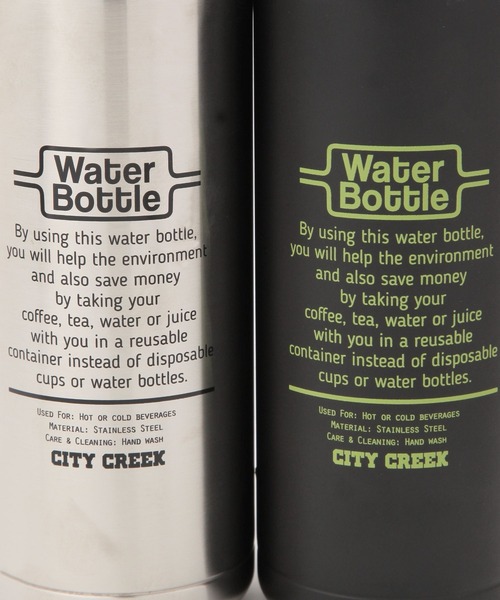 Water
Bottle
By using this water bottle,
you will help the environment
and also save money
by taking your
coffee, tea, water or juice
with you in a reusable
container instead of disposable
cups or water bottles.
Used For: Hot or cold beverages
Material: Stainless Steel
Care & Cleaning: Hand wash
CITY CREEK
Water
Bottle
By using this water bottle,
you will help the environment
and also save money
by taking your
coffee, tea, water or juice
with you in a reusable
container instead of disposable
cups or water bottles.
Used For: Hot or cold beverages
Material: Stainless Steel
Care & Cleaning: Hand wash
CITY CREEK